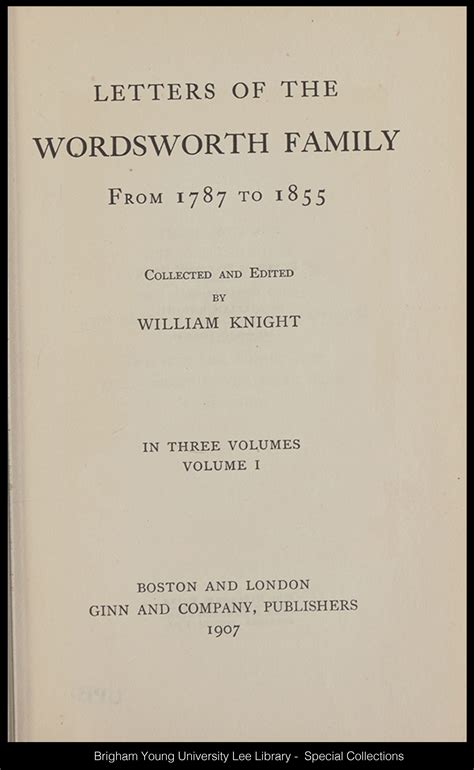 LETTERS OF THE
WORDSWORTH FAMILY
FROM 1787 TO 1855
COLLECTED AND EDITED
BY
WILLIAM KNIGHT
IN THREE VOLUMES
VOLUME I
BOSTON AND LONDON
GINN AND COMPANY, PUBLISHERS
1907
Brigham Young University Lee Library - Special Collections